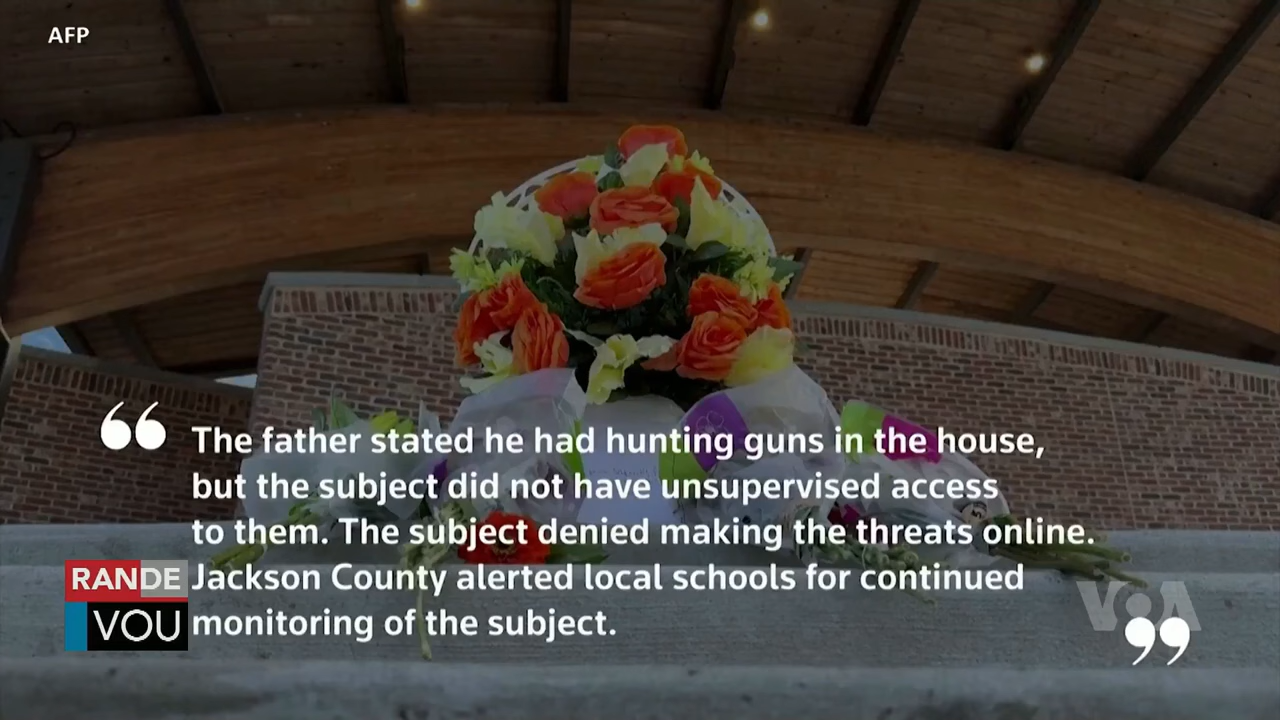 AFP
“
The father stated he had hunting guns in the house,
but the subject did not have unsupervised access
to them. The subject denied making the threats online.
Jackson County alerted local schools for continued
monitoring of the subject.
”
RANDE
VOU
VOA